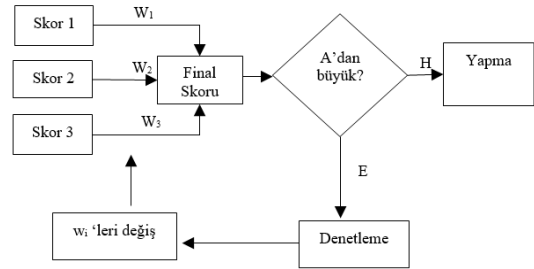 Skor 1
W1
Skor 2
W2
Final
Skoru
A’dan
büyük?
H
Yapma
Skor 3
W3
E
wi ‘leri değiş
Denetleme